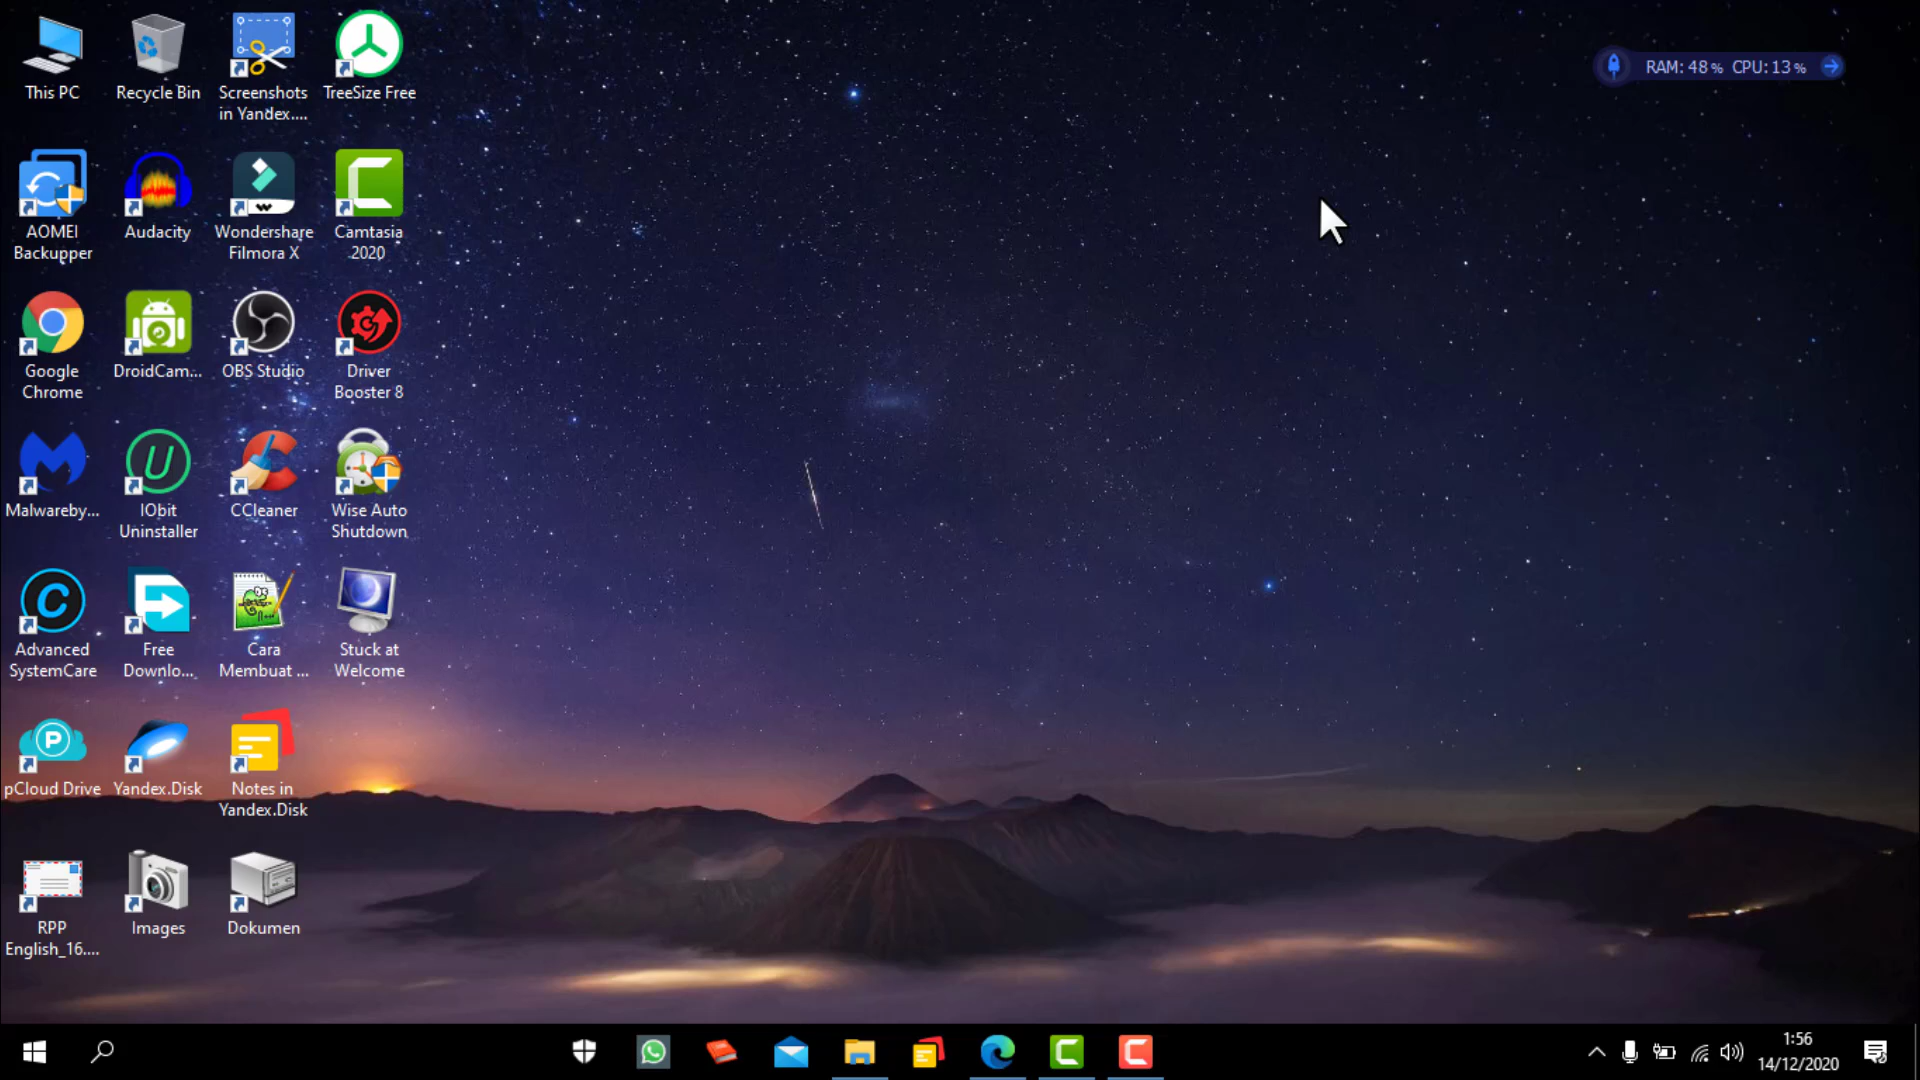 This PC
Recycle Bin
Screenshots
in Yandex....
TreeSize Free
RAM: 48 % CPU: 13 %
AOMEI
Backupper
Audacity
Wondershare
Filmora X
Camtasia
2020
Google
Chrome
DroidCam...
OBS Studio
Driver
Booster 8
Malwareby...
IObit
Uninstaller
CCleaner
Wise Auto
Shutdown
Advanced
SystemCare
Free
Downlo...
Cara
Membuat ...
Stuck at
Welcome
pCloud Drive
Yandex.Disk
Notes in
Yandex.Disk
RPP
English_16....
Images
Dokumen
1:56
14/12/2020